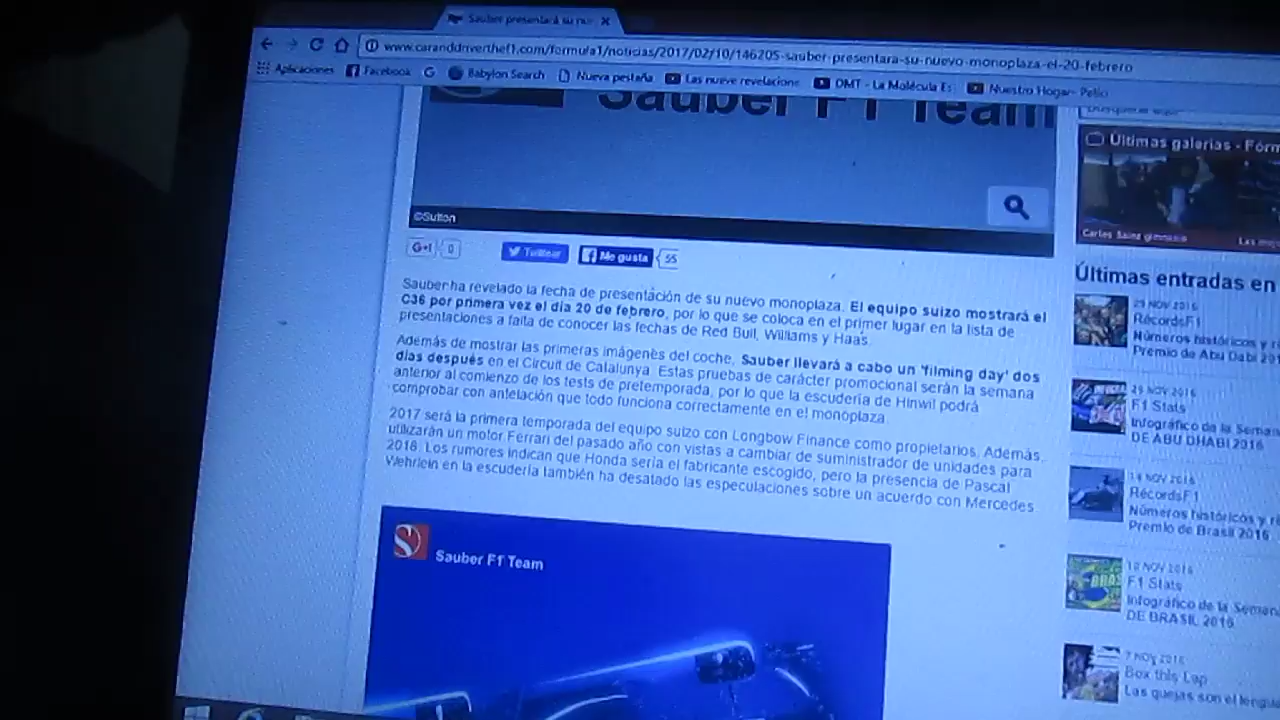 Sauber presentará su nu
www.caranddriverthef1.com/formula1/noticias/2017/02/10/146205-sauber-presentara-su-nuevo-monoplaza-el-20-febrero
Aplicaciones Facebook G Babylon Search Nueva pestaña Las nueve revelacione DMT - La Molécula Es Nuestro Hogar- Pelíc
Sauber F1 Team
©Sutton
G+1 0 Twittear Me gusta 55
Sauber ha revelado la fecha de presentación de su nuevo monoplaza. El equipo suizo mostrará el
C36 por primera vez el día 20 de febrero, por lo que se coloca en el primer lugar en la lista de
presentaciones a falta de conocer las fechas de Red Bull, Williams y Haas.
Además de mostrar las primeras imágenes del coche, Sauber llevará a cabo un 'filming day' dos
días después en el Circuit de Catalunya. Estas pruebas de carácter promocional serán la semana
anterior al comienzo de los tests de pretemporada, por lo que la escudería de Hinwil podrá
comprobar con antelación que todo funciona correctamente en el monoplaza.
2017 será la primera temporada del equipo suizo con Longbow Finance como propietarios. Además,
utilizarán un motor Ferrari del pasado año con vistas a cambiar de suministrador de unidades para
2018. Los rumores indican que Honda sería el fabricante escogido, pero la presencia de Pascal
Wehrlein en la escudería también ha desatado las especulaciones sobre un acuerdo con Mercedes.
Sauber F1 Team
Últimas galerías - Fórm
Carlos Sainz gimnasio
Últimas entradas en
29 NOV 2016
RécordsF1
Números históricos y r
Premio de Abu Dabi 201
29 NOV 2016
F1 Stats
Infográfico de la Semana
DE ABU DHABI 2016
14 NOV 2016
RécordsF1
Números históricos y r
Premio de Brasil 2016
10 NOV 2016
F1 Stats
Infográfico de la Seman
DE BRASIL 2016
7 NOV 2016
Box this Lap
Las quejas son el lengu